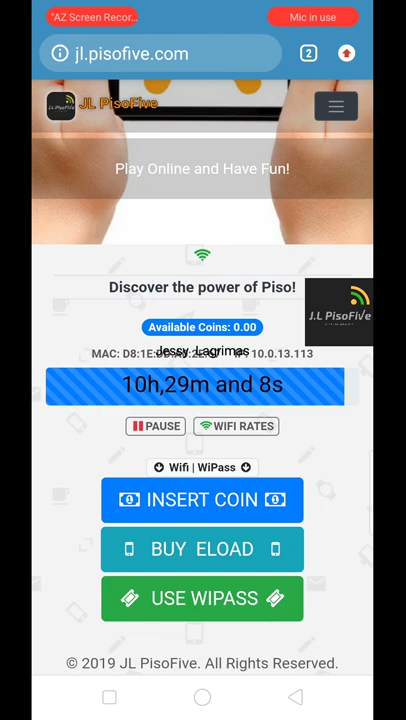 "AZ Screen Recor...
Mic in use
jl.pisofive.com
2
JL PisoFive
Play Online and Have Fun!
Discover the power of Piso!
J.L PisoFive
Available Coins: 0.00
Jessy Lagrimas
MAC: D8:1E: 10.0.13.113
10h,29m and 8s
PAUSE
WIFI RATES
Wifi | WiPass
INSERT COIN
BUY ELOAD
USE WIPASS
© 2019 JL PisoFive. All Rights Reserved.